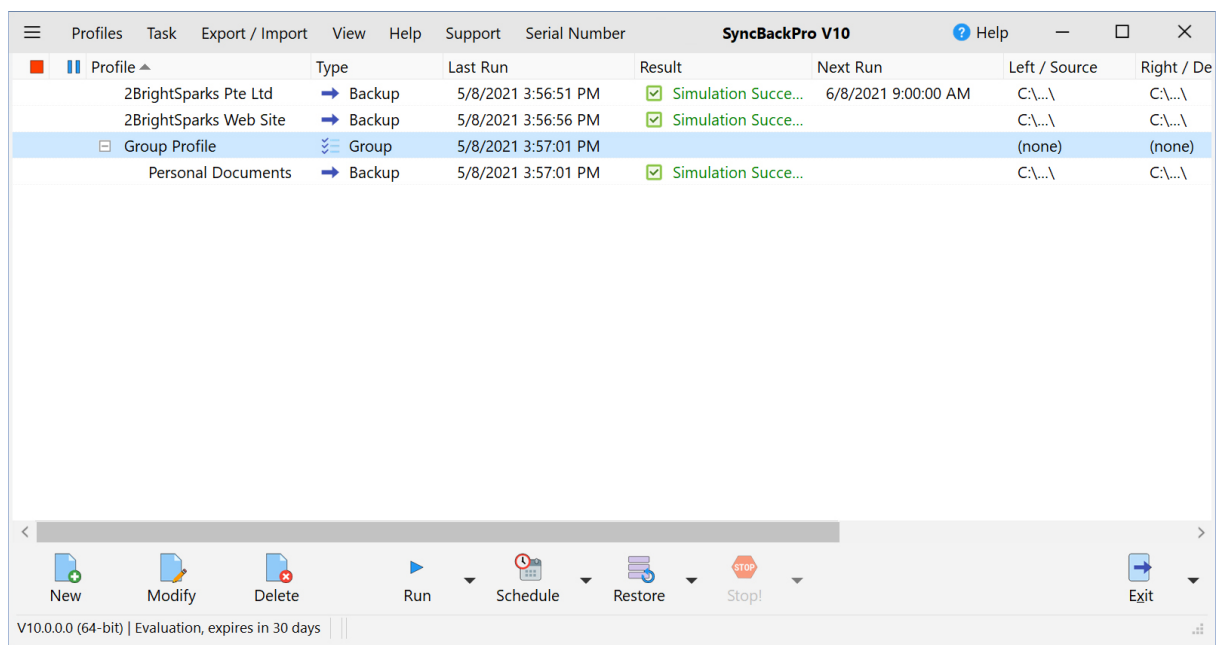 Profiles Task Export / Import View Help Support Serial Number SyncBackPro V10 ? Help
Profile Type Last Run Result Next Run Left / Source Right / De
2BrightSparks Pte Ltd Backup 5/8/2021 3:56:51 PM Simulation Succe... 6/8/2021 9:00:00 AM C:\...\ C:\...\
2BrightSparks Web Site Backup 5/8/2021 3:56:56 PM Simulation Succe... C:\...\ C:\...\
Group Profile Group 5/8/2021 3:57:01 PM (none) (none)
Personal Documents Backup 5/8/2021 3:57:01 PM Simulation Succe... C:\...\ C:\...\
STOP
New Modify Delete Run Schedule Restore Stop! Exit
V10.0.0.0 (64-bit) | Evaluation, expires in 30 days